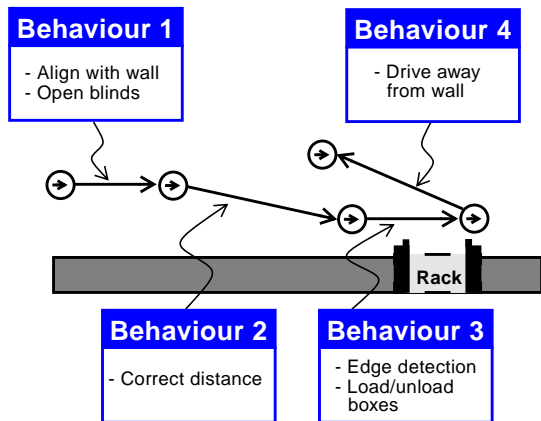 Behaviour 1
- Align with wall
- Open blinds
Behaviour 4
- Drive away
from wall
Rack
Behaviour 2
- Correct distance
Behaviour 3
- Edge detection
- Load/unload
boxes